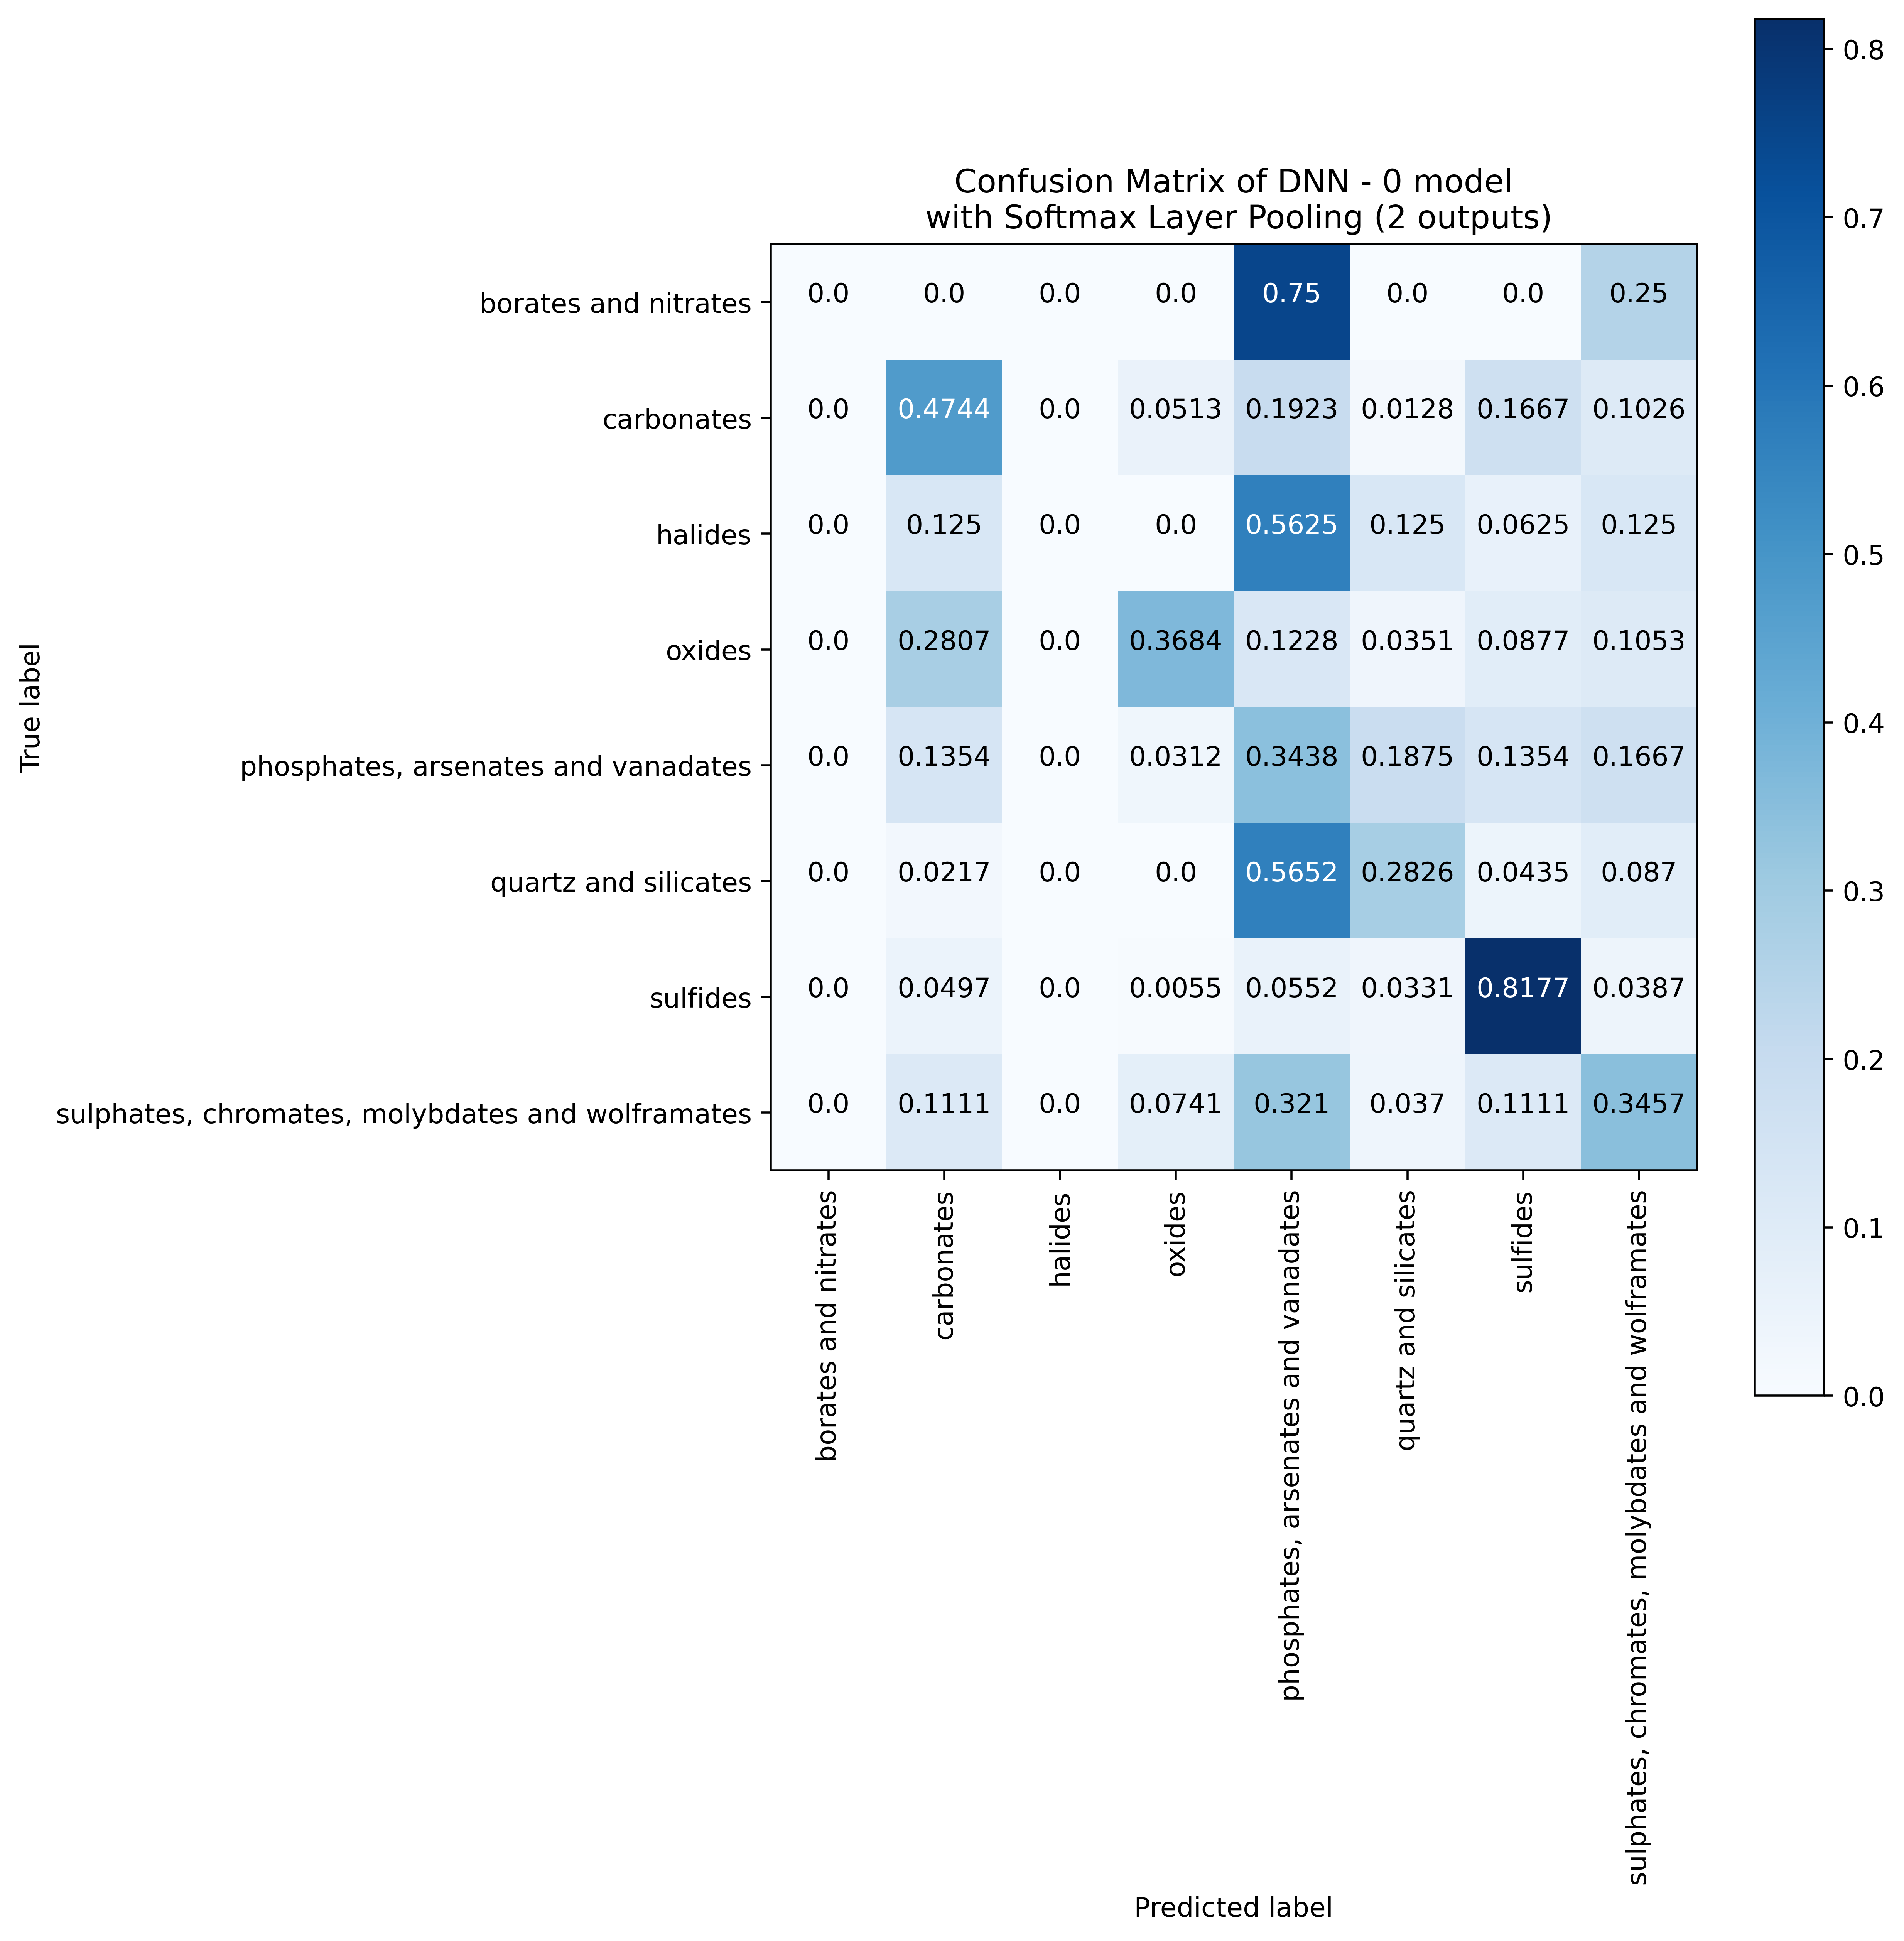 Confusion Matrix of DNN - 0 model
with Softmax Layer Pooling (2 outputs)
True label
borates and nitrates 0.0 0.0 0.0 0.0 0.75 0.0 0.0 0.25
carbonates 0.0 0.4744 0.0 0.0513 0.1923 0.0128 0.1667 0.1026
halides 0.0 0.125 0.0 0.0 0.5625 0.125 0.0625 0.125
oxides 0.0 0.2807 0.0 0.3684 0.1228 0.0351 0.0877 0.1053
phosphates, arsenates and vanadates 0.0 0.1354 0.0 0.0312 0.3438 0.1875 0.1354 0.1667
quartz and silicates 0.0 0.0217 0.0 0.0 0.5652 0.2826 0.0435 0.087
sulfides 0.0 0.0497 0.0 0.0055 0.0552 0.0331 0.8177 0.0387
sulphates, chromates, molybdates and wolframates 0.0 0.1111 0.0 0.0741 0.321 0.037 0.1111 0.3457
borates and nitrates
carbonates
halides
oxides
phosphates, arsenates and vanadates
quartz and silicates
sulfides
sulphates, chromates, molybdates and wolframates
Predicted label
0.8
0.7
0.6
0.5
0.4
0.3
0.2
0.1
0.0